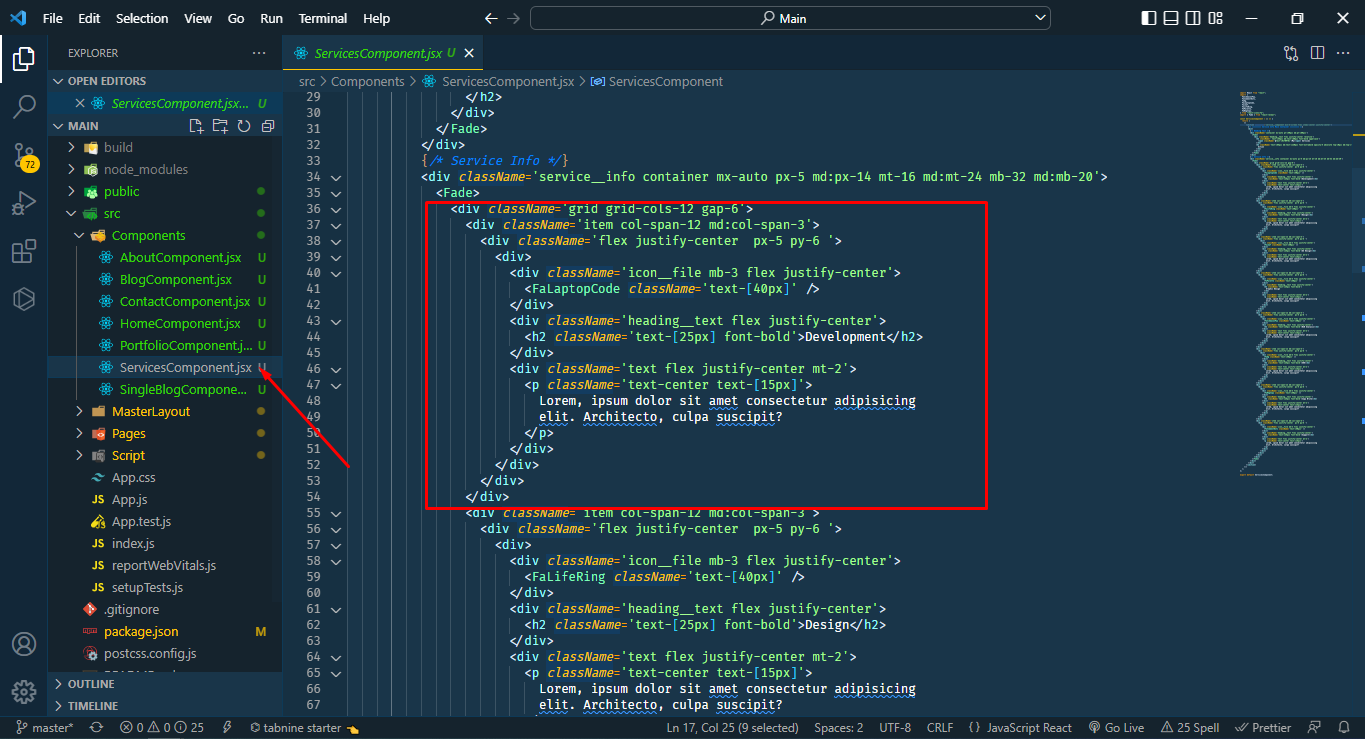 File Edit Selection View Go Run Terminal Help
Main
EXPLORER
OPEN EDITORS
ServicesComponent.jsx... U
MAIN
build
node_modules
public
src
Components
AboutComponent.jsx U
BlogComponent.jsx U
ContactComponent.jsx U
HomeComponent.jsx U
PortfolioComponent.j... U
ServicesComponent.jsx U
SingleBlogCompone... U
MasterLayout
Pages
Script
App.css
JS App.js
App.test.js
JS index.js
JS reportWebVitals.js
JS setupTests.js
.gitignore
package.json M
postcss.config.js
OUTLINE
TIMELINE
72
ServicesComponent.jsx U
src > Components > ServicesComponent.jsx > ServicesComponent
29 </h2>
30 </div>
31 </Fade>
32 </div>
33 {/* Service Info */}
34 <div className='service__info container mx-auto px-5 md:px-14 mt-16 md:mt-24 mb-32 md:mb-20'>
35 <Fade>
36 <div className='grid grid-cols-12 gap-6'>
37 <div className='item col-span-12 md:col-span-3'>
38 <div className='flex justify-center  px-5 py-6 '>
39 <div>
40 <div className='icon__file mb-3 flex justify-center'>
41 <FaLaptopCode className='text-[40px]' />
42 </div>
43 <div className='heading__text flex justify-center'>
44 <h2 className='text-[25px] font-bold'>Development</h2>
45 </div>
46 <div className='text flex justify-center mt-2'>
47 <p className='text-center text-[15px]'>
48 Lorem, ipsum dolor sit amet consectetur adipisicing
49 elit. Architecto, culpa suscipit?
50 </p>
51 </div>
52 </div>
53 </div>
54 </div>
55 <div className='item col-span-12 md:col-span-3'>
56 <div className='flex justify-center  px-5 py-6 '>
57 <div>
58 <div className='icon__file mb-3 flex justify-center'>
59 <FaLifeRing className='text-[40px]' />
60 </div>
61 <div className='heading__text flex justify-center'>
62 <h2 className='text-[25px] font-bold'>Design</h2>
63 </div>
64 <div className='text flex justify-center mt-2'>
65 <p className='text-center text-[15px]'>
66 Lorem, ipsum dolor sit amet consectetur adipisicing
67 elit. Architecto, culpa suscipit?
master* 0 0 25 tabnine starter Ln 17, Col 25 (9 selected) Spaces: 2 UTF-8 CRLF {} JavaScript React Go Live 25 Spell Prettier